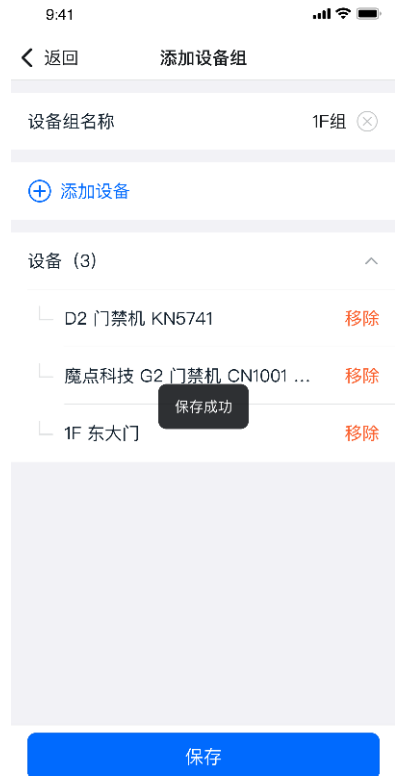 9:41
返回
添加设备组
设备组名称
1F组
添加设备
设备（3）
D2 门禁机 KN5741
移除
魔点科技 G2 门禁机 CN1001 ...
移除
保存成功
1F 东大门
移除
保存